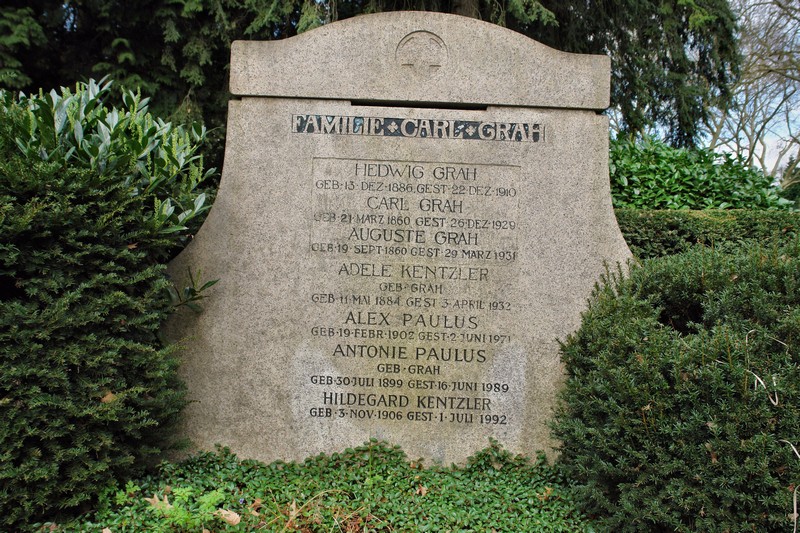 FAMILIE CARL GRAH
HEDWIG GRAH
GEB·13·DEZ·1886 GEST·22·DEZ·1910
CARL GRAH
GEB·21·MÄRZ 1860 GEST·26·DEZ·1929
AUGUSTE GRAH
GEB·19·SEPT·1860 GEST·29 MÄRZ 1931
ADELE KENTZLER
GEB·GRAH
GEB·11·MAI 1884 GEST·3·APRIL 1932
ALEX PAULUS
GEB·19·FEBR·1902 GEST·2·JUNI 1971
ANTONIE PAULUS
GEB·GRAH
GEB·30·JULI 1899 GEST·16·JUNI 1989
HILDEGARD KENTZLER
GEB·3·NOV·1906 GEST·1·JULI 1992